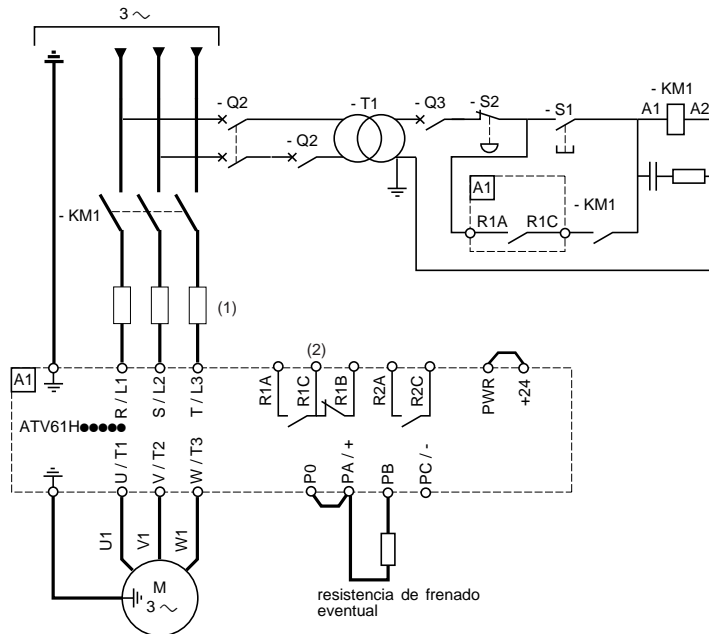 3 ~
- Q2
- T1
- Q3
- S2
- S1
- KM1
A1
A2
- Q2
A1
R1A
R1C
- KM1
- KM1
(1)
A1
(2)
R / L1
S / L2
T / L3
R1A
R1C
R1B
R2A
R2C
PWR
+24
ATV61H●●●●●
U / T1
V / T2
W / T3
P0
PA / +
PB
PC / -
U1
V1
W1
M
3 ~
resistencia de frenado
eventual